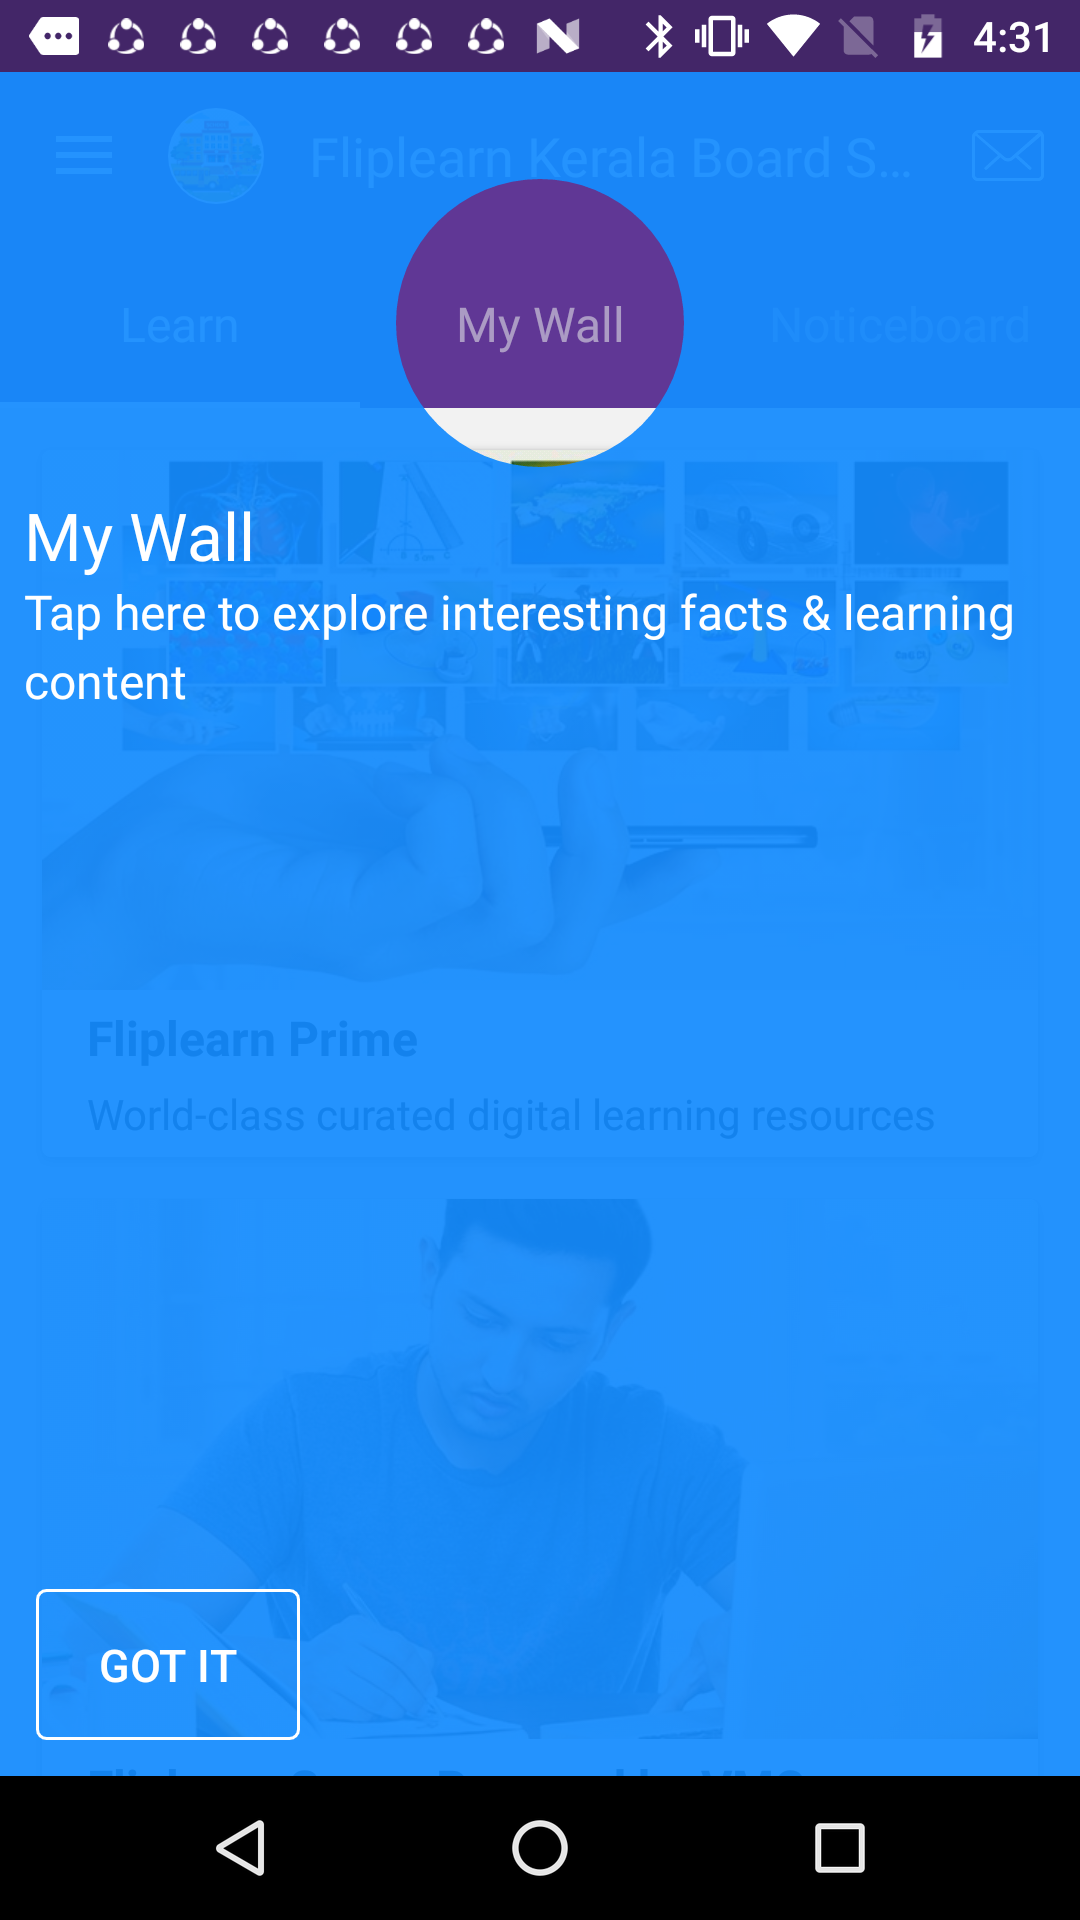 4:31
Fliplearn Kerala Board S...
Learn
My Wall
Noticeboard
My Wall
Tap here to explore interesting facts & learning
content
Fliplearn Prime
World-class curated digital learning resources
GOT IT